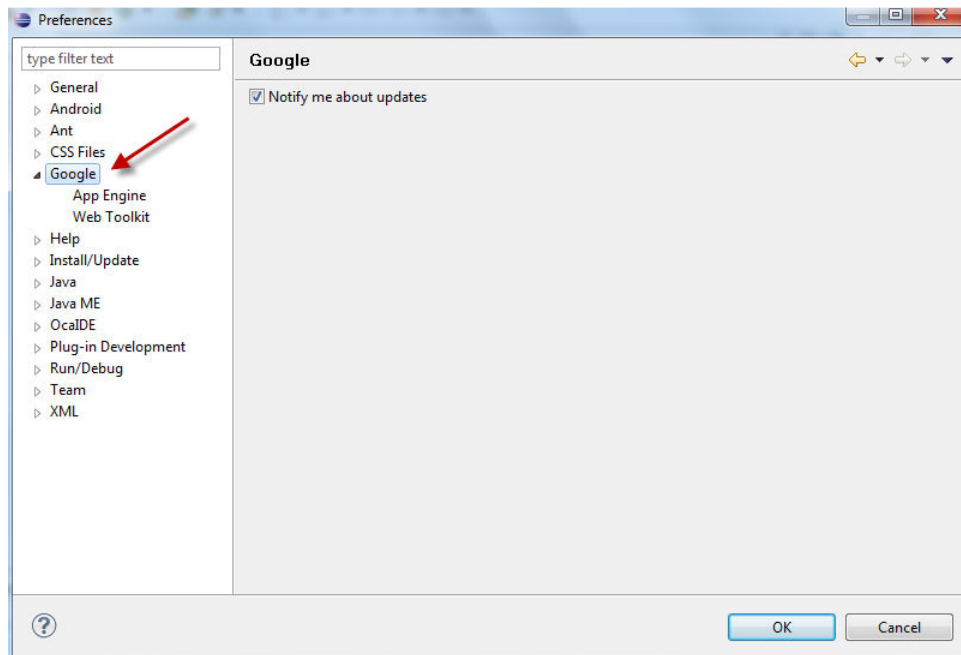 Preferences
type filter text
General
Android
Ant
CSS Files
Google
App Engine
Web Toolkit
Help
Install/Update
Java
Java ME
OcaIDE
Plug-in Development
Run/Debug
Team
XML
Google
Notify me about updates
?
OK
Cancel